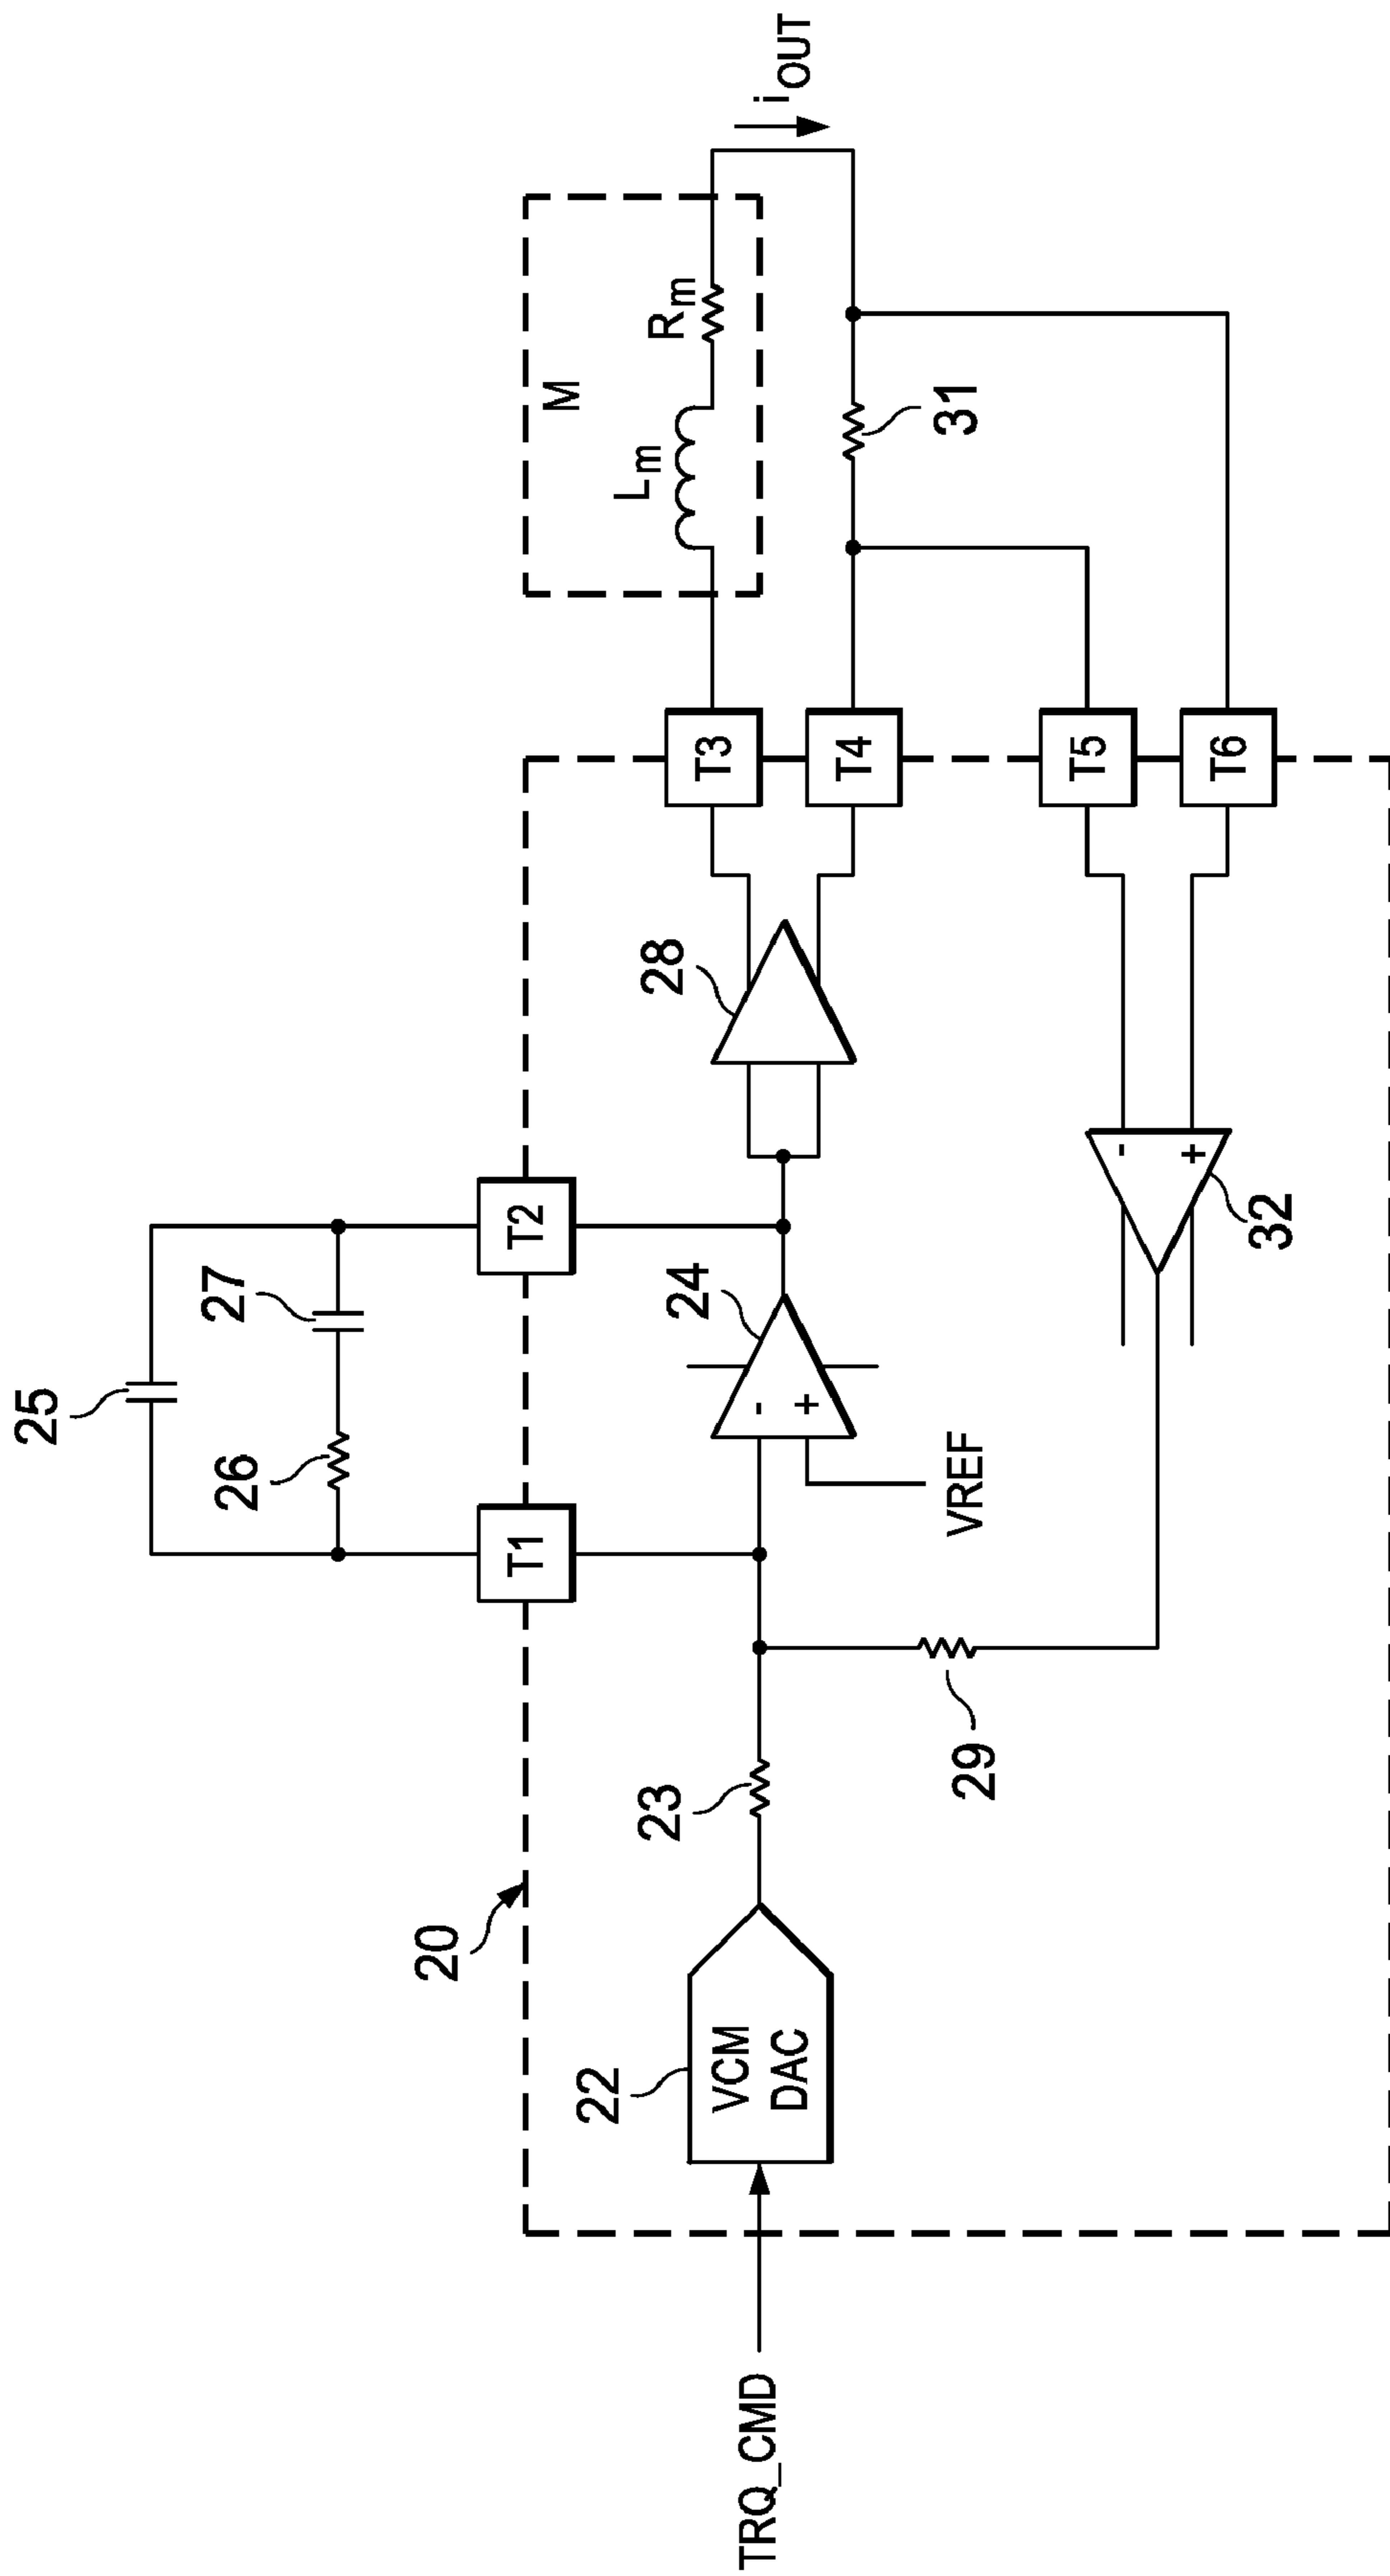 25
26
27
20
T1
T2
M
Lm
Rm
iOUT
TRQ_CMD
22
VCM
DAC
23
24
-
+
VREF
28
T3
T4
31
29
32
-
+
T5
T6